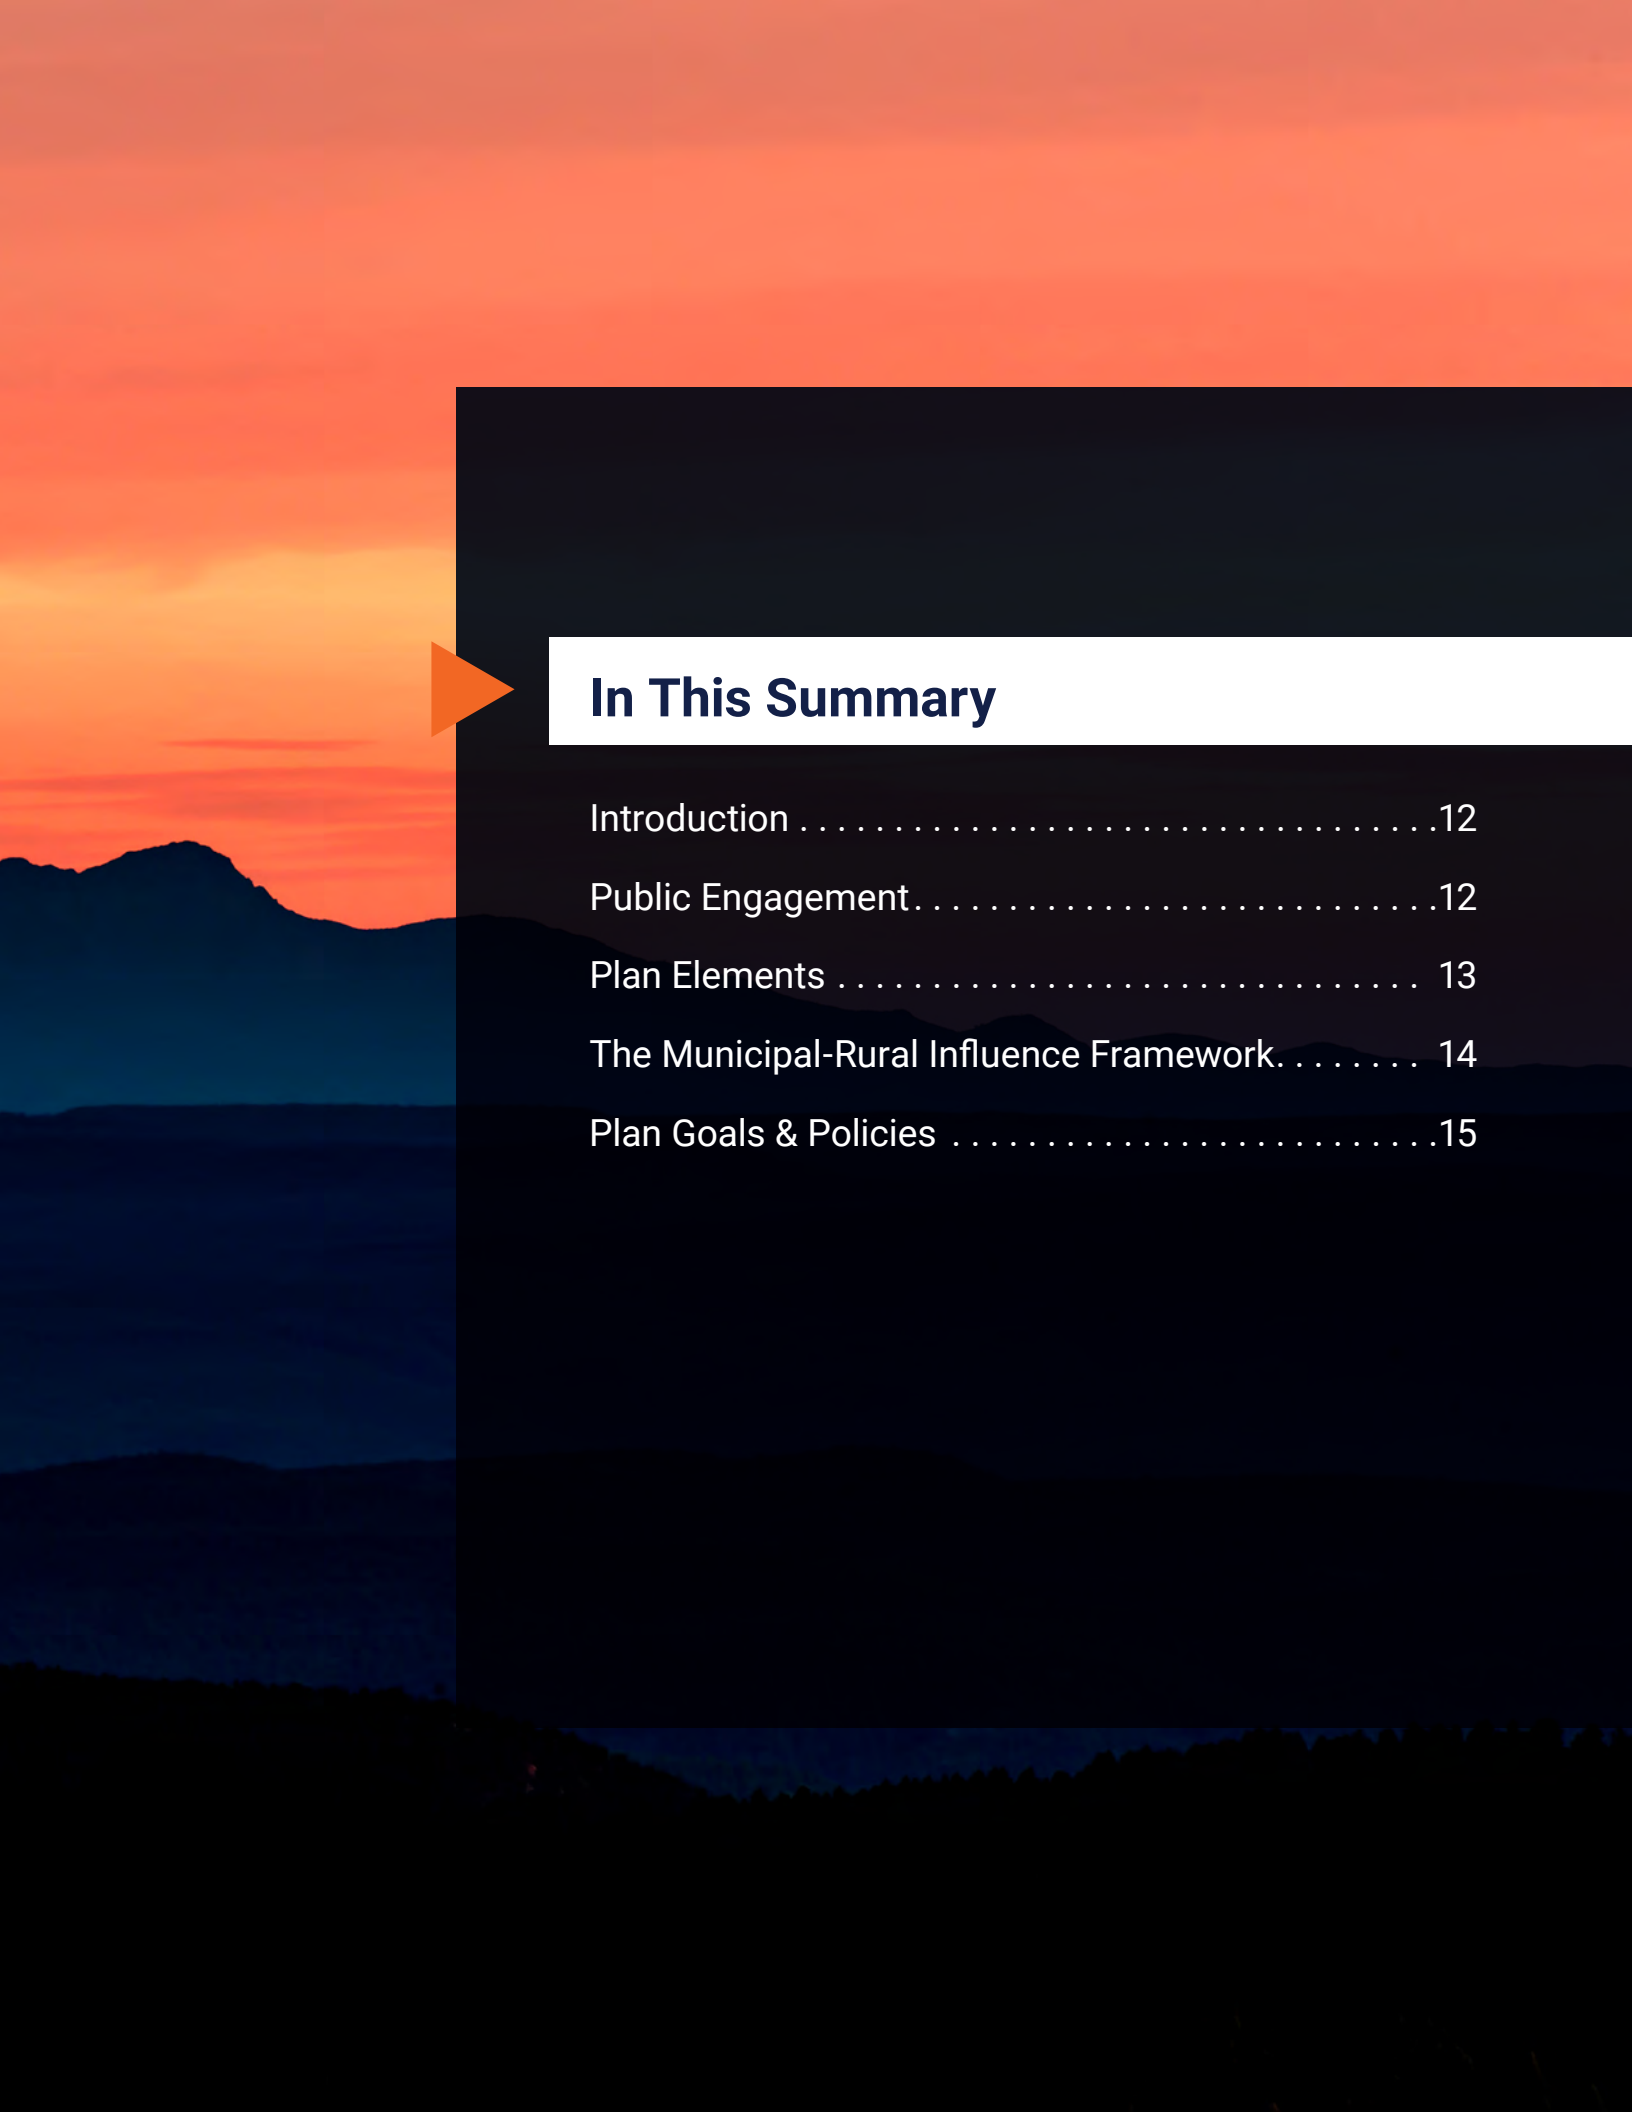 In This Summary
Introduction . . . . . . . . . . . . . . . . . . . . . . . . . . . . . . . . . .12
Public Engagement. . . . . . . . . . . . . . . . . . . . . . . . . . . .12
Plan Elements . . . . . . . . . . . . . . . . . . . . . . . . . . . . . . . 13
The Municipal-Rural Influence Framework. . . . . . . . 14
Plan Goals & Policies . . . . . . . . . . . . . . . . . . . . . . . . . .15